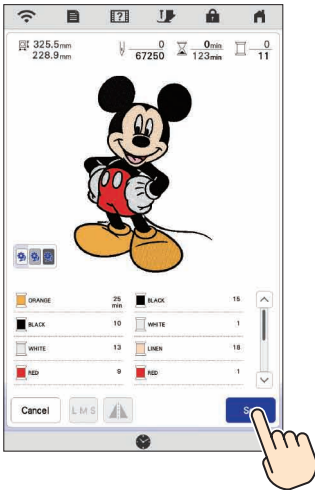 ?
325.5mm 0 0min 0
228.9mm 67250 123min 11
ORANGE 25 min BLACK 15
BLACK 10 WHITE 1
WHITE 13 LINEN 18
RED 9 RED 1
Cancel L M S